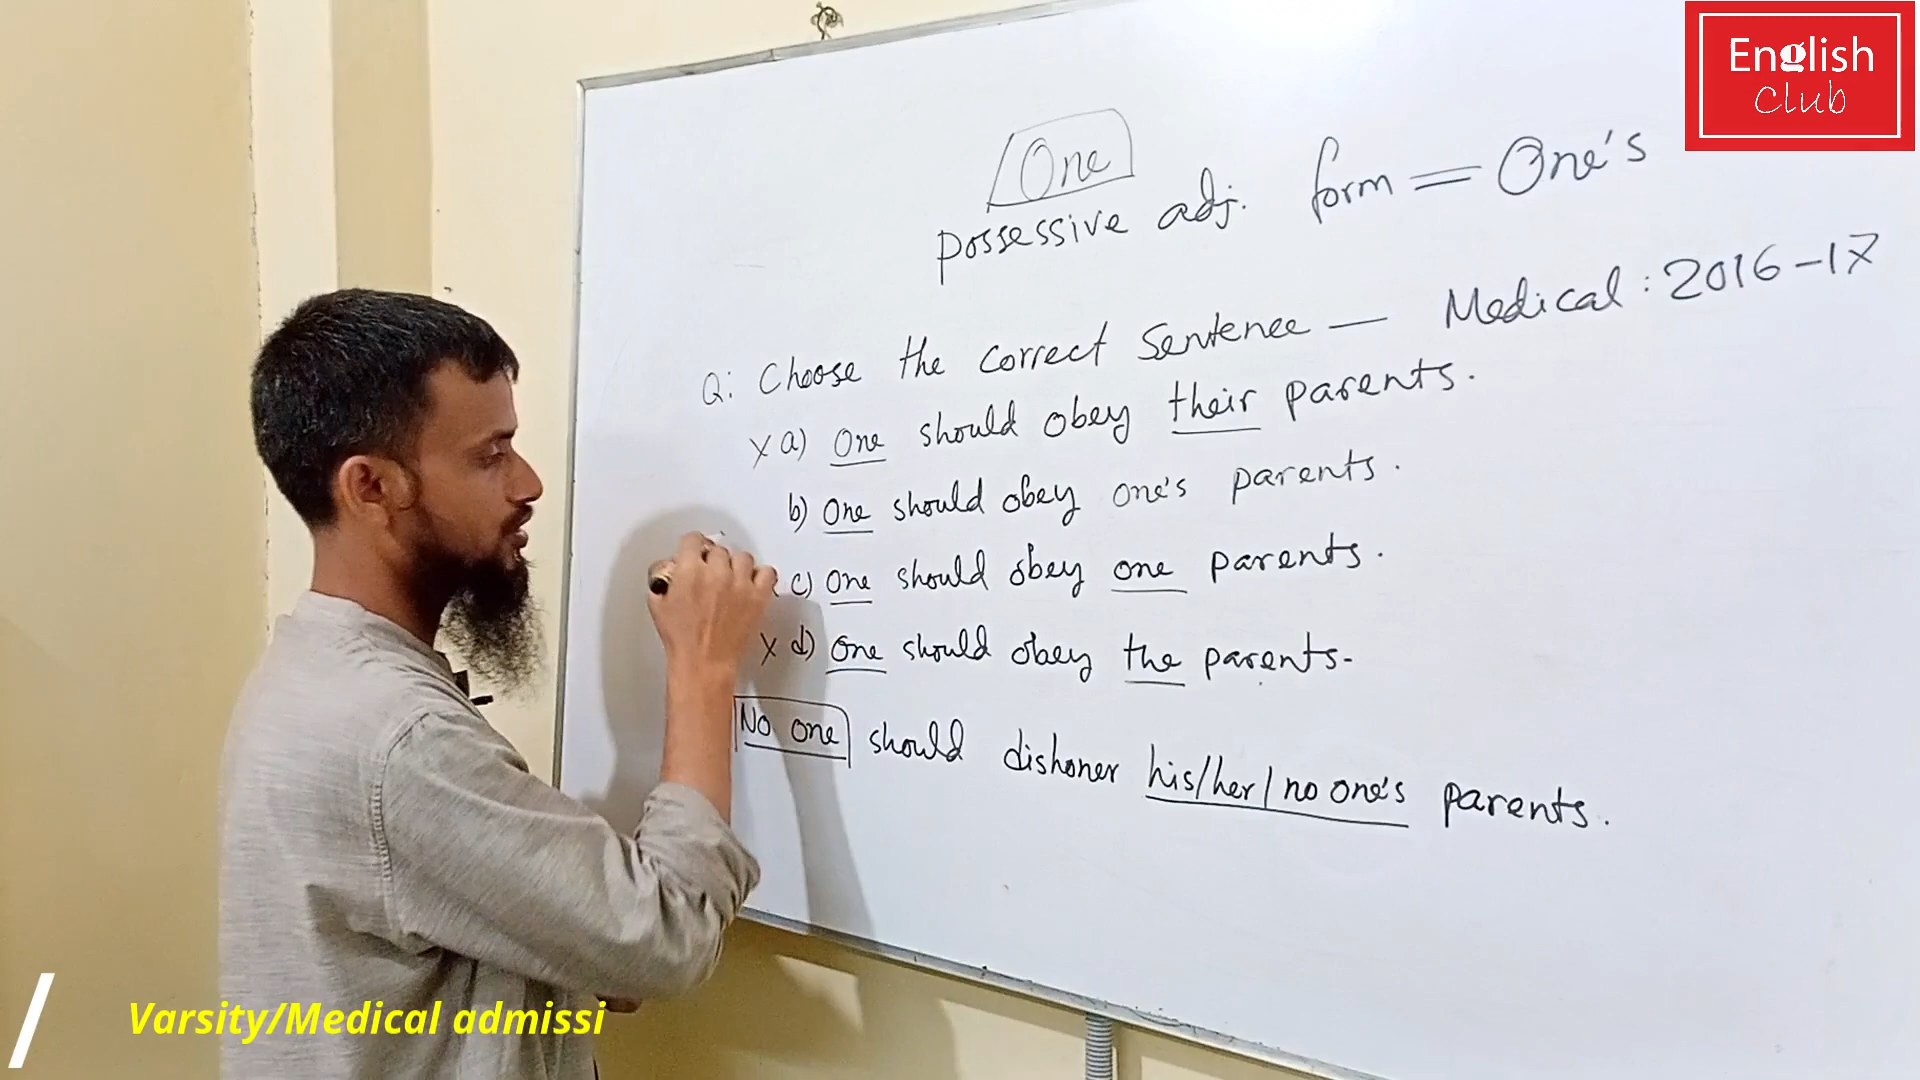 English
Club
One
possessive adj. form = One's
Q: Choose the correct sentence — Medical: 2016-17
x a) One should obey their parents.
b) One should obey one's parents.
c) One should obey one parents.
x d) One should obey the parents.
No one should dishoner his/her/no one's parents.
/ Varsity/Medical admissi